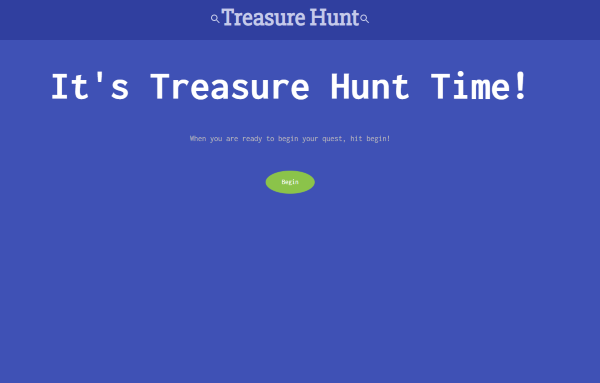 Treasure Hunt
It's Treasure Hunt Time!
When you are ready to begin your quest, hit begin!
Begin